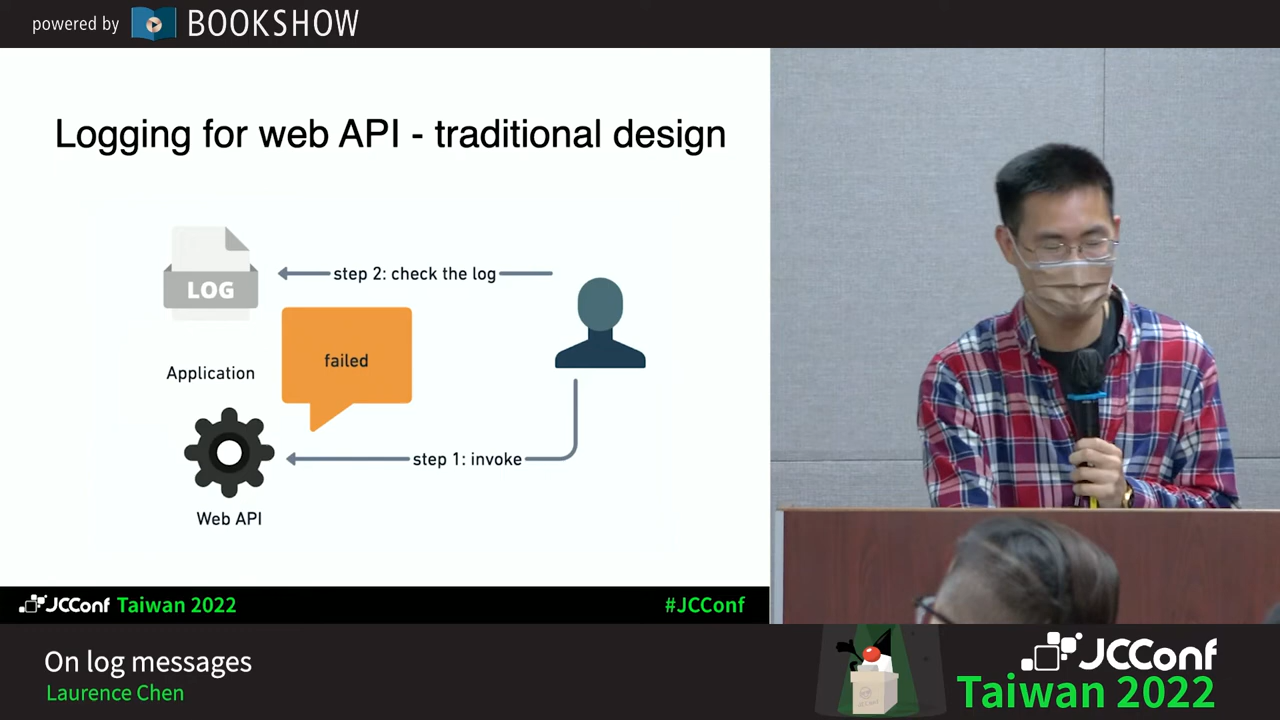 powered by BOOKSHOW
Logging for web API - traditional design
LOG
step 2: check the log
failed
Application
step 1: invoke
Web API
JCConf Taiwan 2022
#JCConf
On log messages
Laurence Chen
JCConf
Taiwan 2022